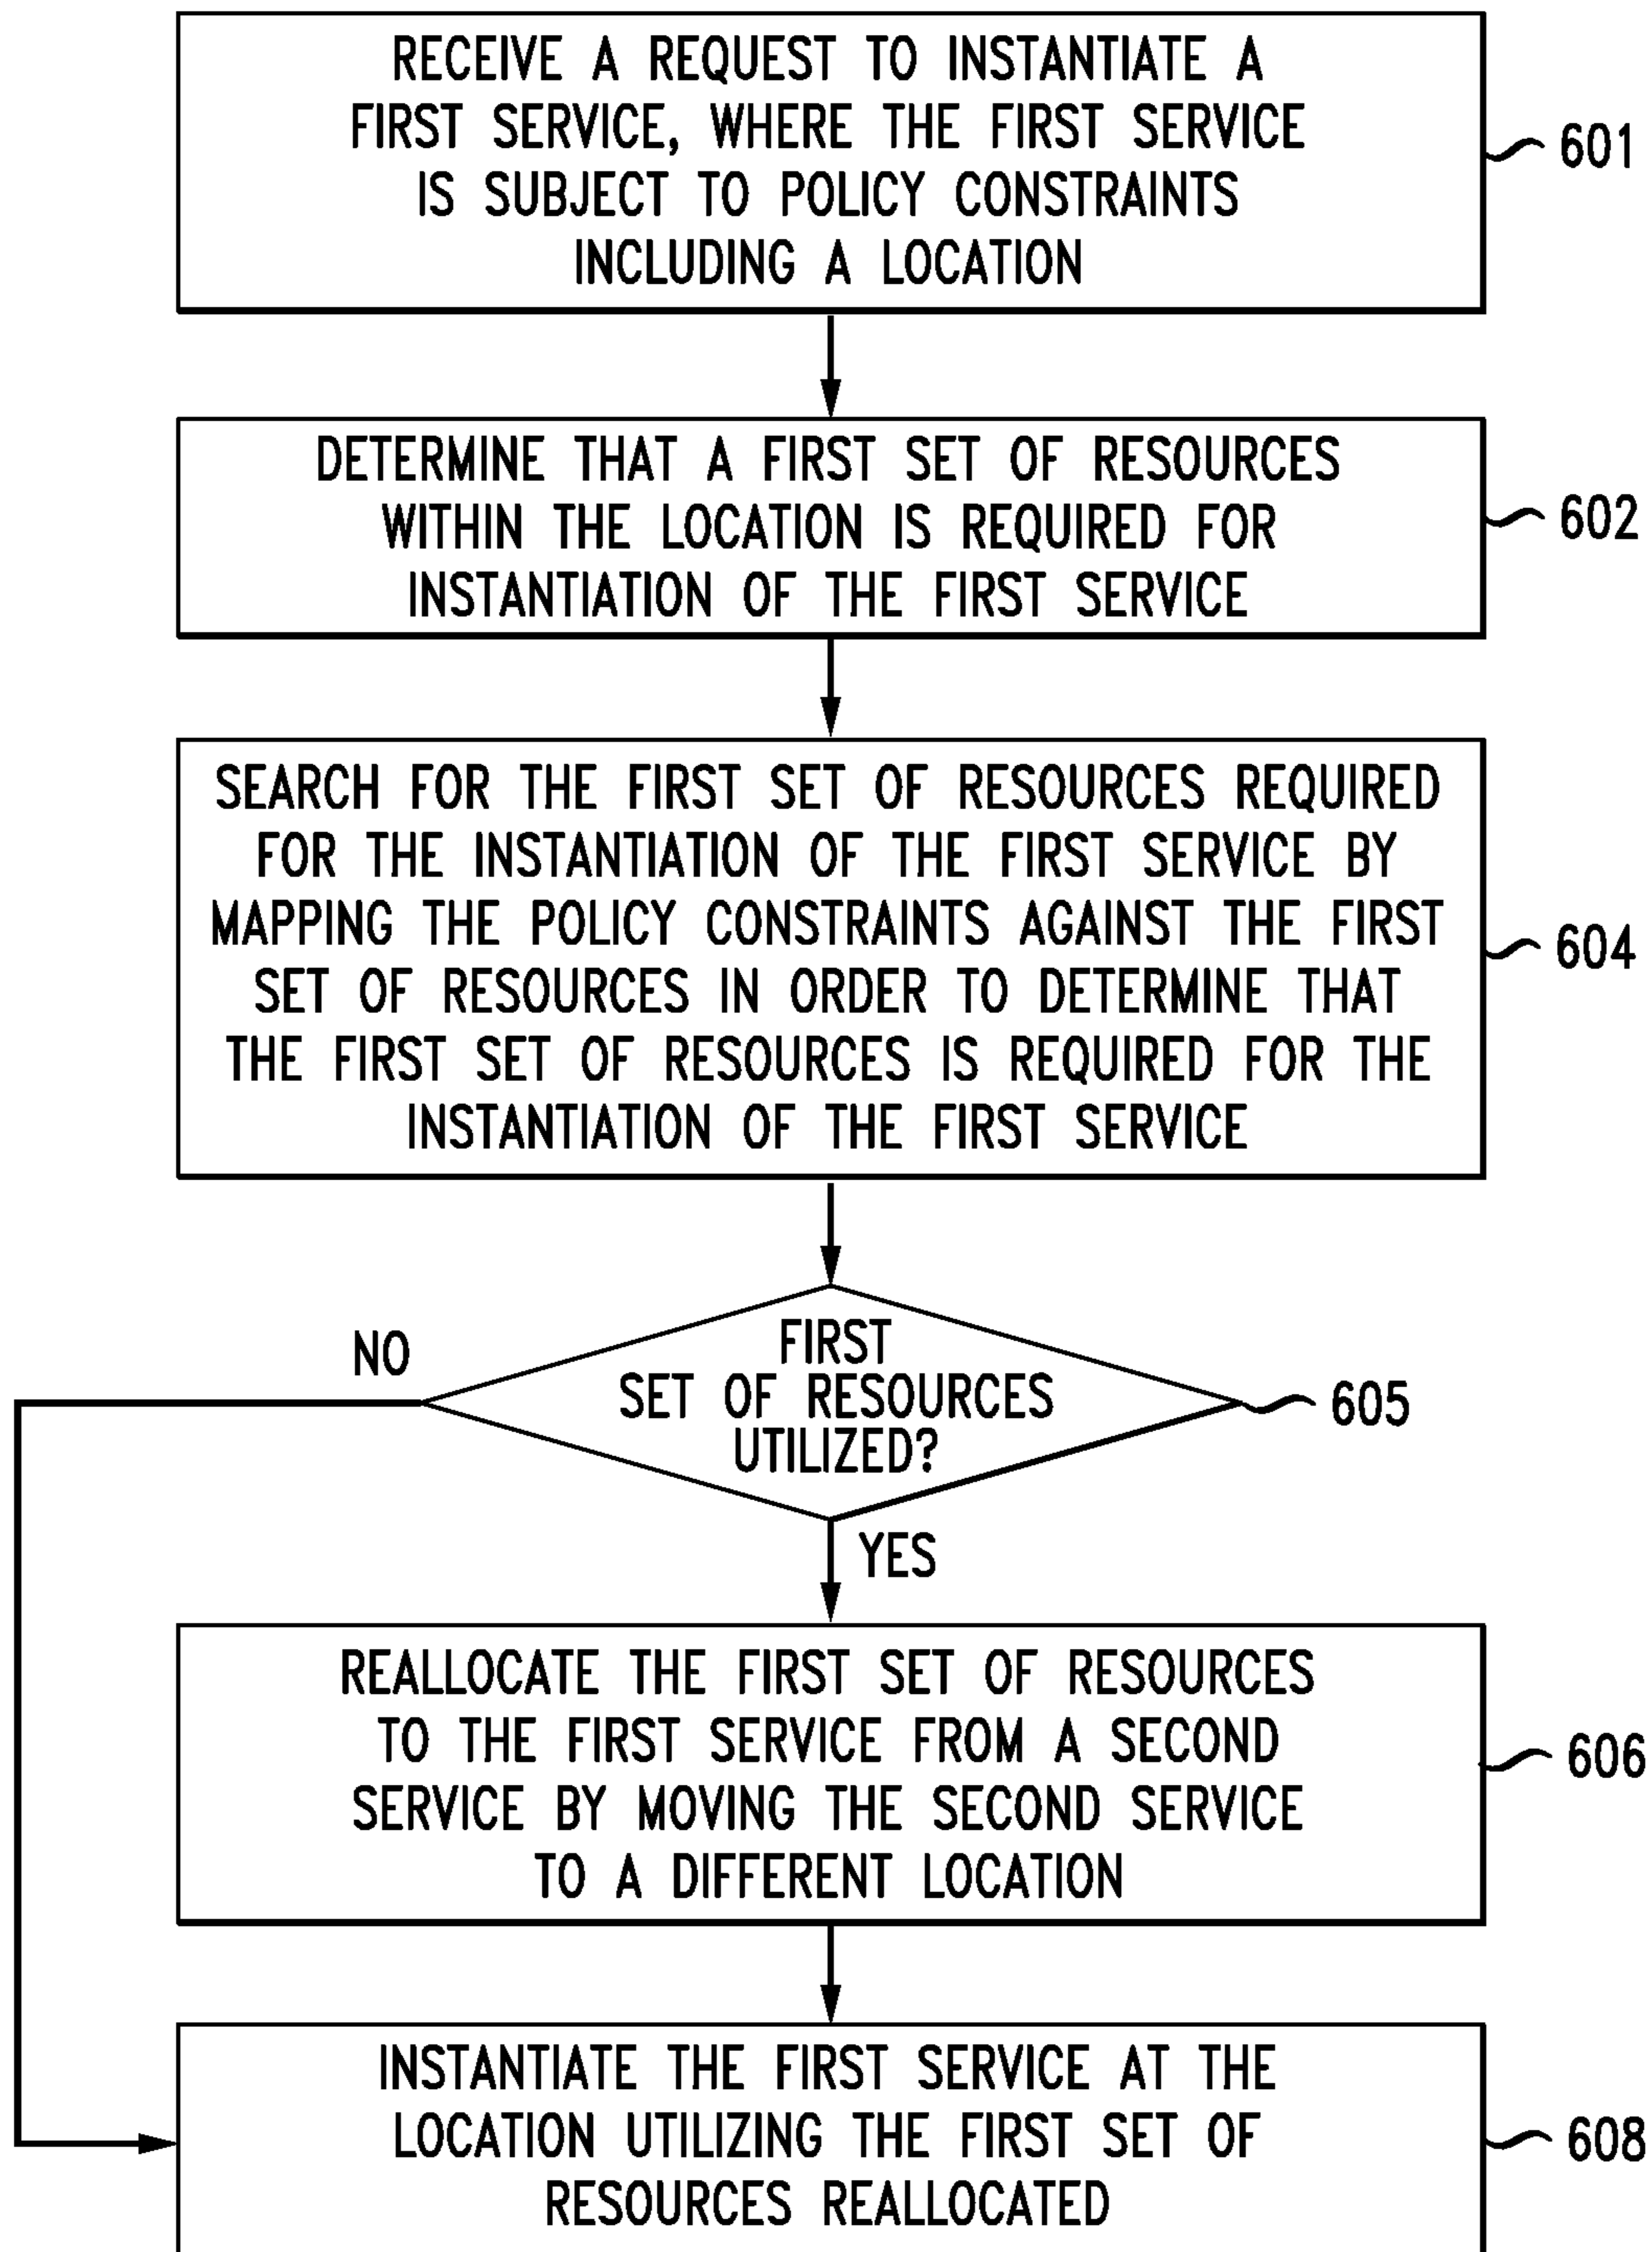 RECEIVE A REQUEST TO INSTANTIATE A
FIRST SERVICE, WHERE THE FIRST SERVICE
IS SUBJECT TO POLICY CONSTRAINTS
INCLUDING A LOCATION
601
DETERMINE THAT A FIRST SET OF RESOURCES
WITHIN THE LOCATION IS REQUIRED FOR
INSTANTIATION OF THE FIRST SERVICE
602
SEARCH FOR THE FIRST SET OF RESOURCES REQUIRED
FOR THE INSTANTIATION OF THE FIRST SERVICE BY
MAPPING THE POLICY CONSTRAINTS AGAINST THE FIRST
SET OF RESOURCES IN ORDER TO DETERMINE THAT
THE FIRST SET OF RESOURCES IS REQUIRED FOR THE
INSTANTIATION OF THE FIRST SERVICE
604
NO
FIRST
SET OF RESOURCES
UTILIZED?
605
YES
REALLOCATE THE FIRST SET OF RESOURCES
TO THE FIRST SERVICE FROM A SECOND
SERVICE BY MOVING THE SECOND SERVICE
TO A DIFFERENT LOCATION
606
INSTANTIATE THE FIRST SERVICE AT THE
LOCATION UTILIZING THE FIRST SET OF
RESOURCES REALLOCATED
608